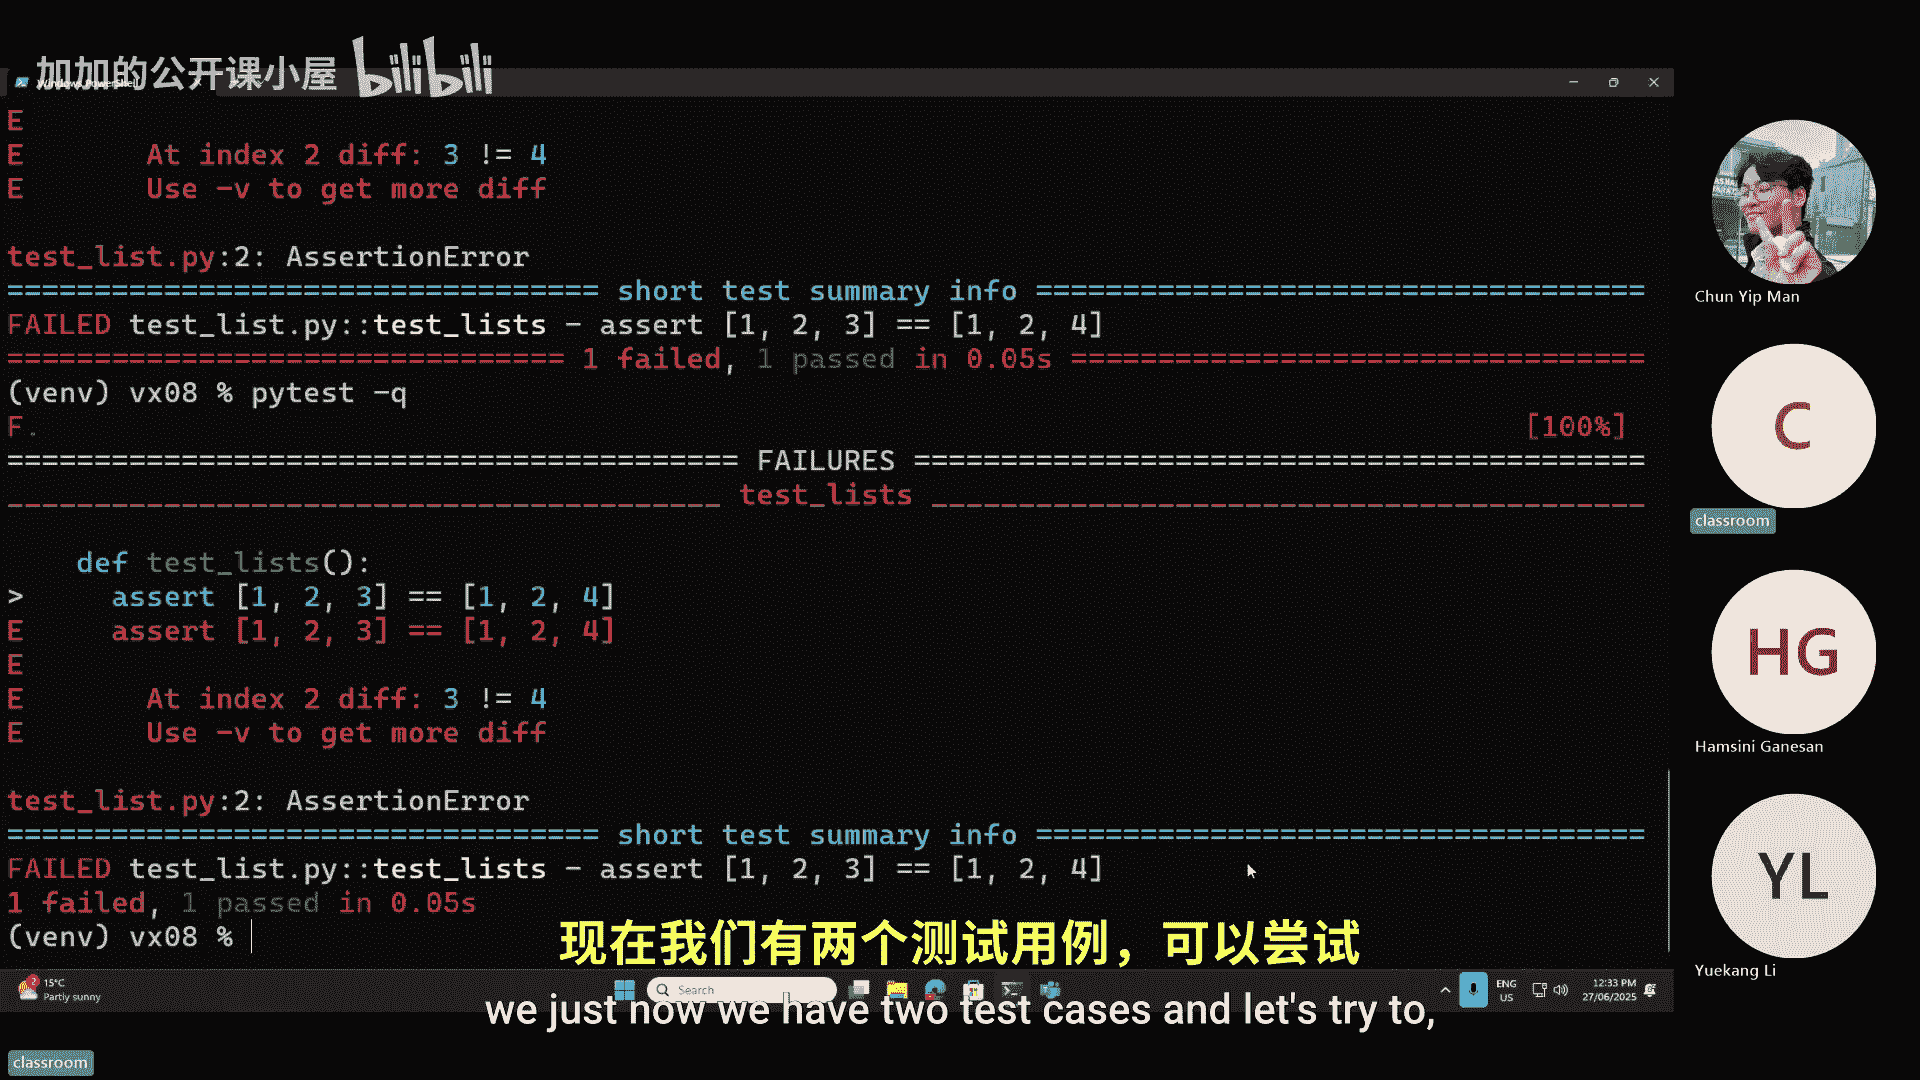 加加的公开课小屋 bilibili
Windows PowerShell
E
E At index 2 diff: 3 != 4
E Use -v to get more diff
test_list.py:2: AssertionError
================================== short test summary info ===================================
FAILED test_list.py::test_lists - assert [1, 2, 3] == [1, 2, 4]
================================ 1 failed, 1 passed in 0.05s =================================
(venv) vx08 % pytest -q
F. [100%]
========================================== FAILURES ==========================================
_________________________________________ test_lists _________________________________________
def test_lists():
> assert [1, 2, 3] == [1, 2, 4]
E assert [1, 2, 3] == [1, 2, 4]
E
E At index 2 diff: 3 != 4
E Use -v to get more diff
test_list.py:2: AssertionError
================================== short test summary info ===================================
FAILED test_list.py::test_lists - assert [1, 2, 3] == [1, 2, 4]
1 failed, 1 passed in 0.05s
(venv) vx08 %
现在我们有两个测试用例，可以尝试
we just now we have two test cases and let's try to,
2
15°C
Partly sunny
Search
ENG
US
12:33 PM
27/06/2025
classroom
Chun Yip Man
C
classroom
HG
Hamsini Ganesan
YL
Yuekang Li